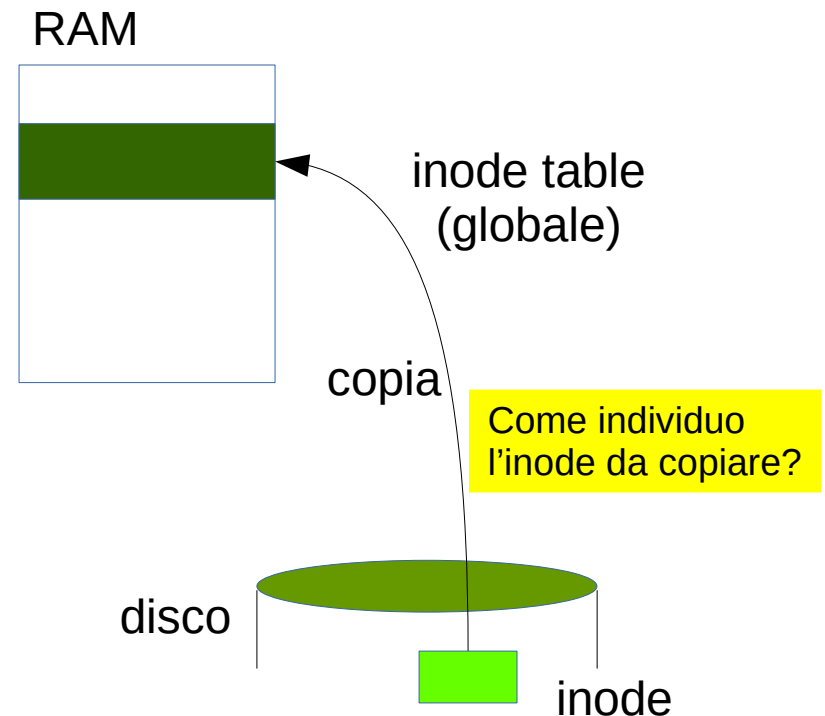 RAM
inode table
(globale)
copia
Come individuo
l’inode da copiare?
disco
inode